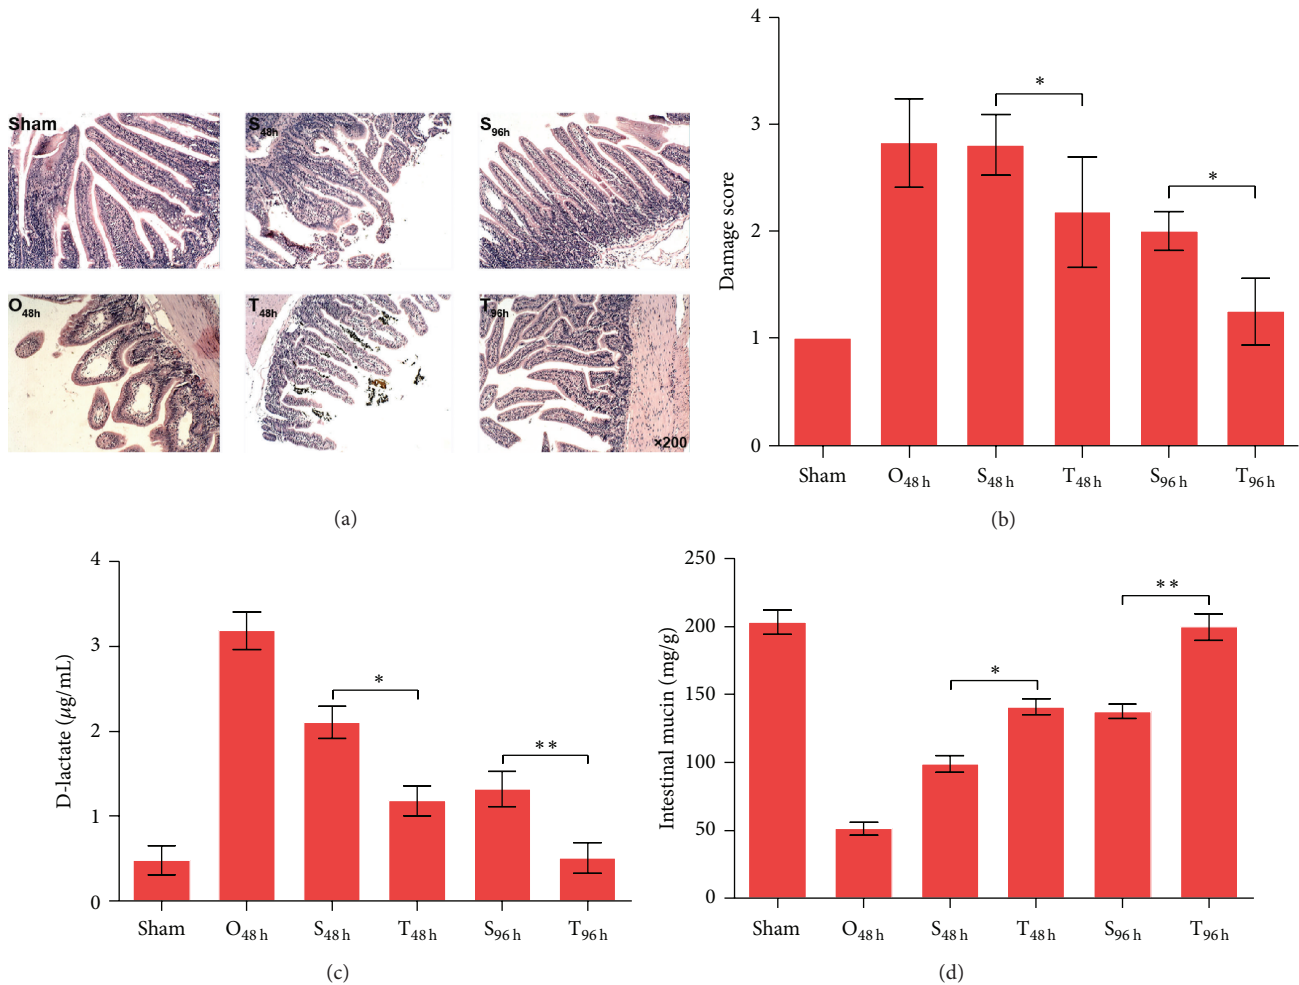 Sham
S48h
S96h
O48h
T48h
T96h
×200
(a)
Damage score
4
3
2
1
0
*
*
Sham O48 h S48 h T48 h S96 h T96 h
(b)
D-lactate (μg/mL)
4
3
2
1
0
*
**
Sham O48 h S48 h T48 h S96 h T96 h
(c)
Intestinal mucin (mg/g)
250
200
150
100
50
0
*
**
Sham O48 h S48 h T48 h S96 h T96 h
(d)